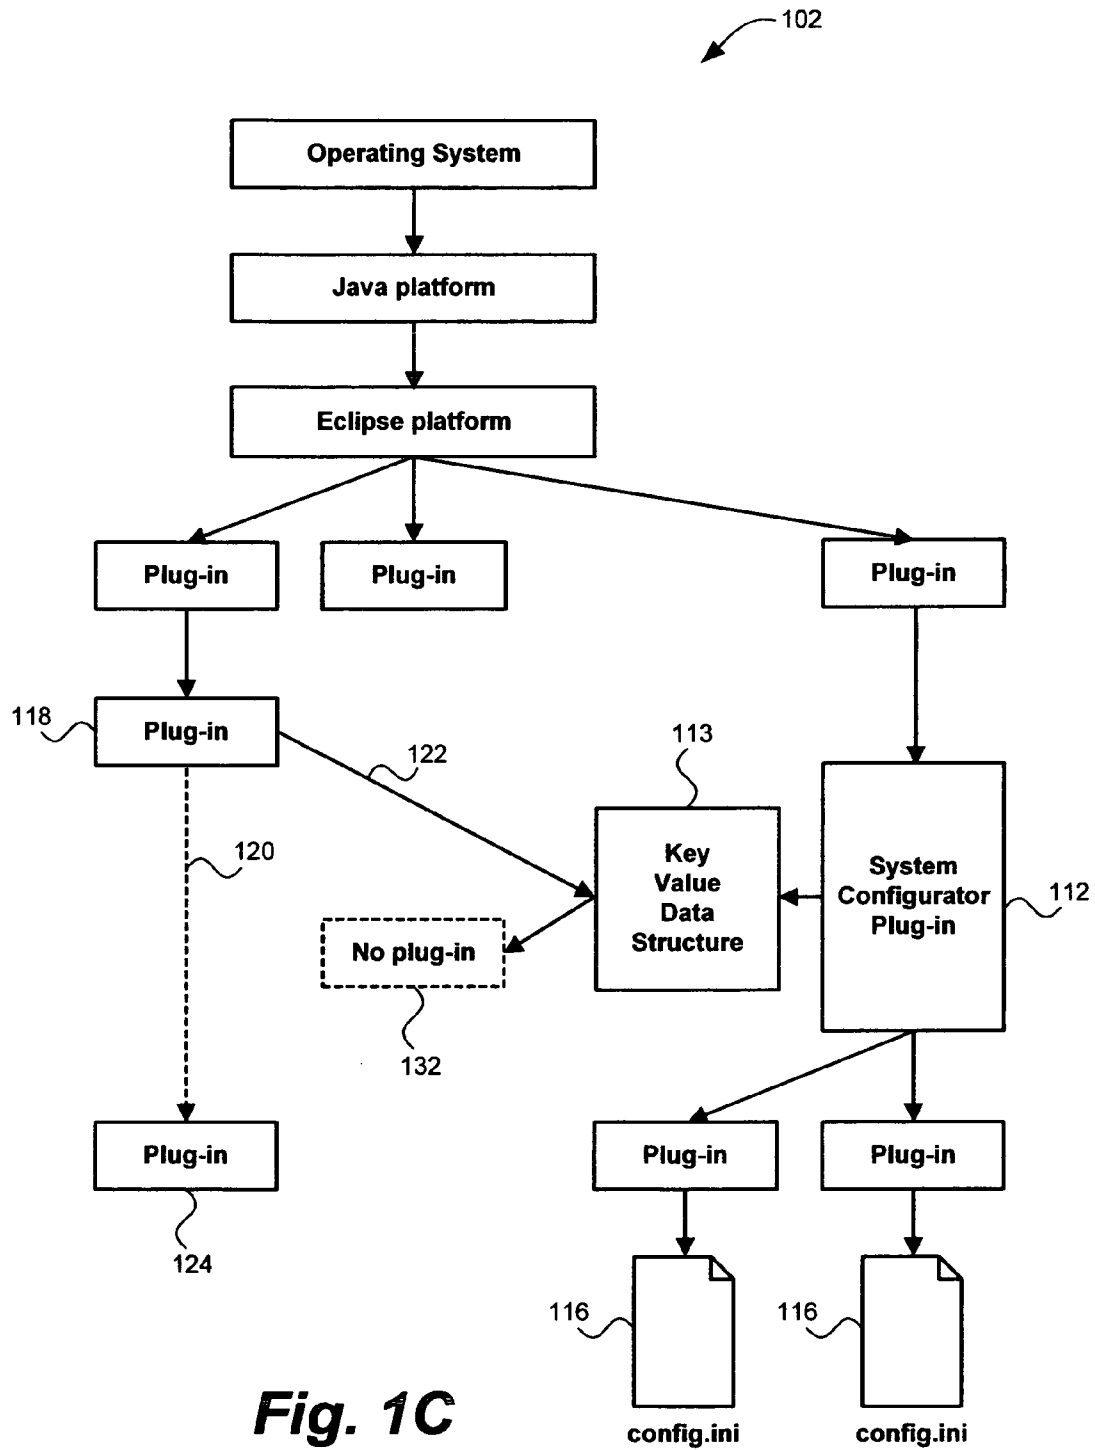 102
Operating System
Java platform
Eclipse platform
Plug-in
Plug-in
Plug-in
118
Plug-in
122
113
120
Key
Value
Data
Structure
System
Configurator
Plug-in
112
No plug-in
132
Plug-in
124
Plug-in
Plug-in
116
116
config.ini
config.ini
Fig. 1C